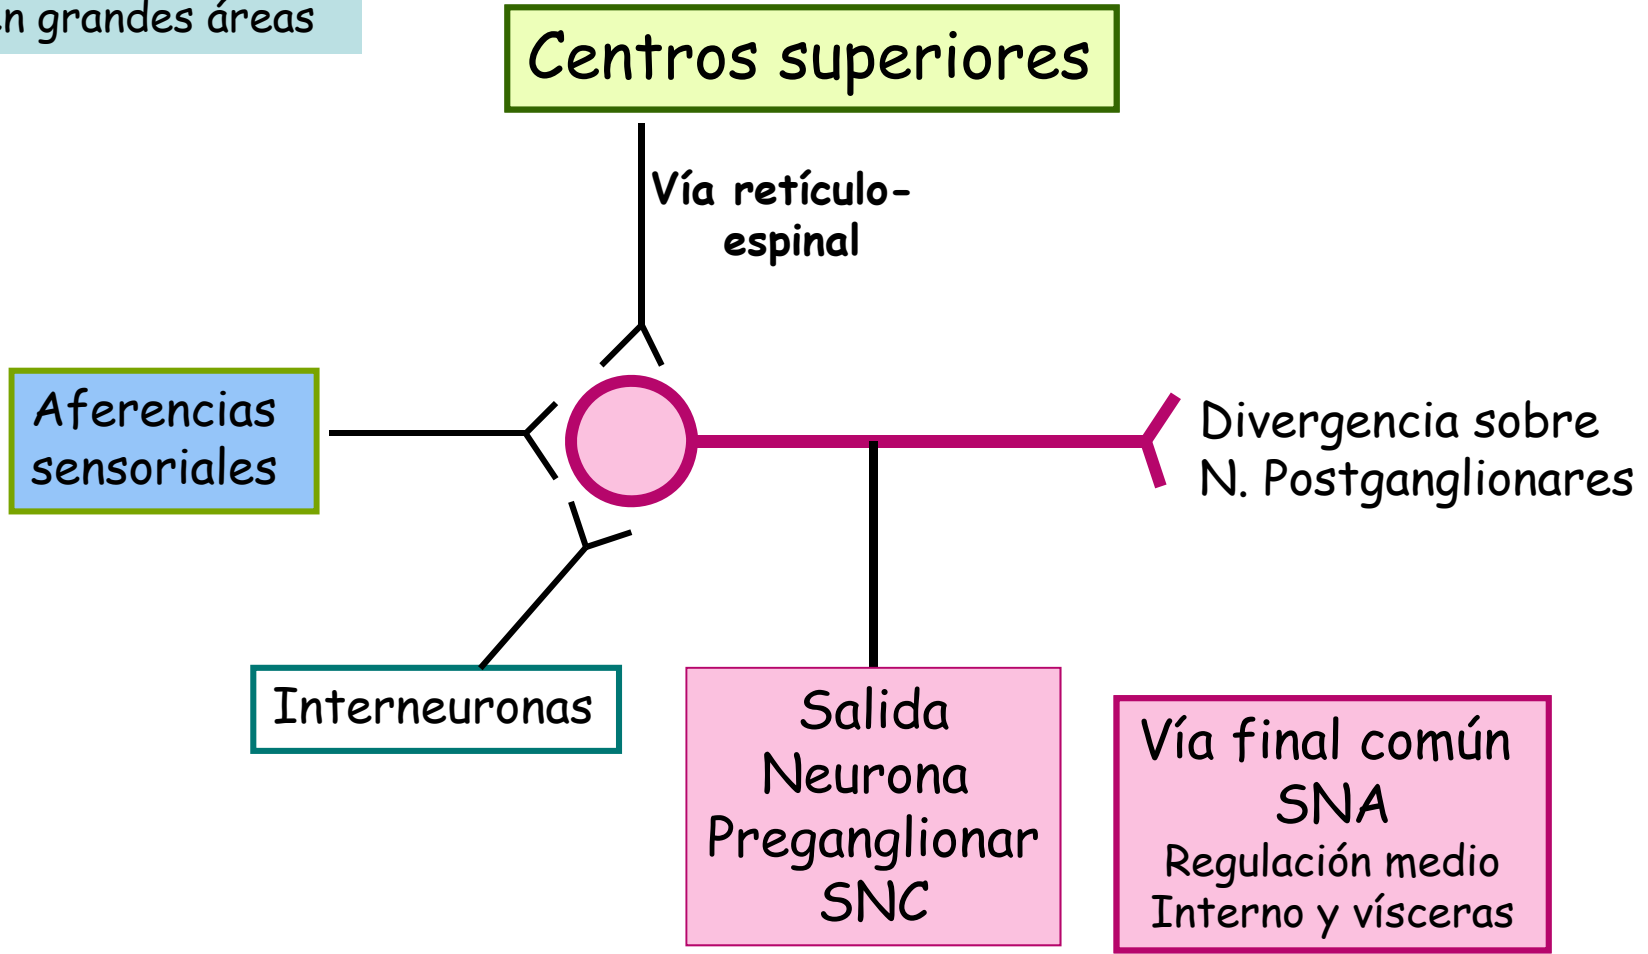 en grandes áreas
Centros superiores
Vía retículo-
espinal
Aferencias
sensoriales
Divergencia sobre
N. Postganglionares
Interneuronas
Salida
Neurona
Preganglionar
SNC
Vía final común
SNA
Regulación medio
Interno y vísceras